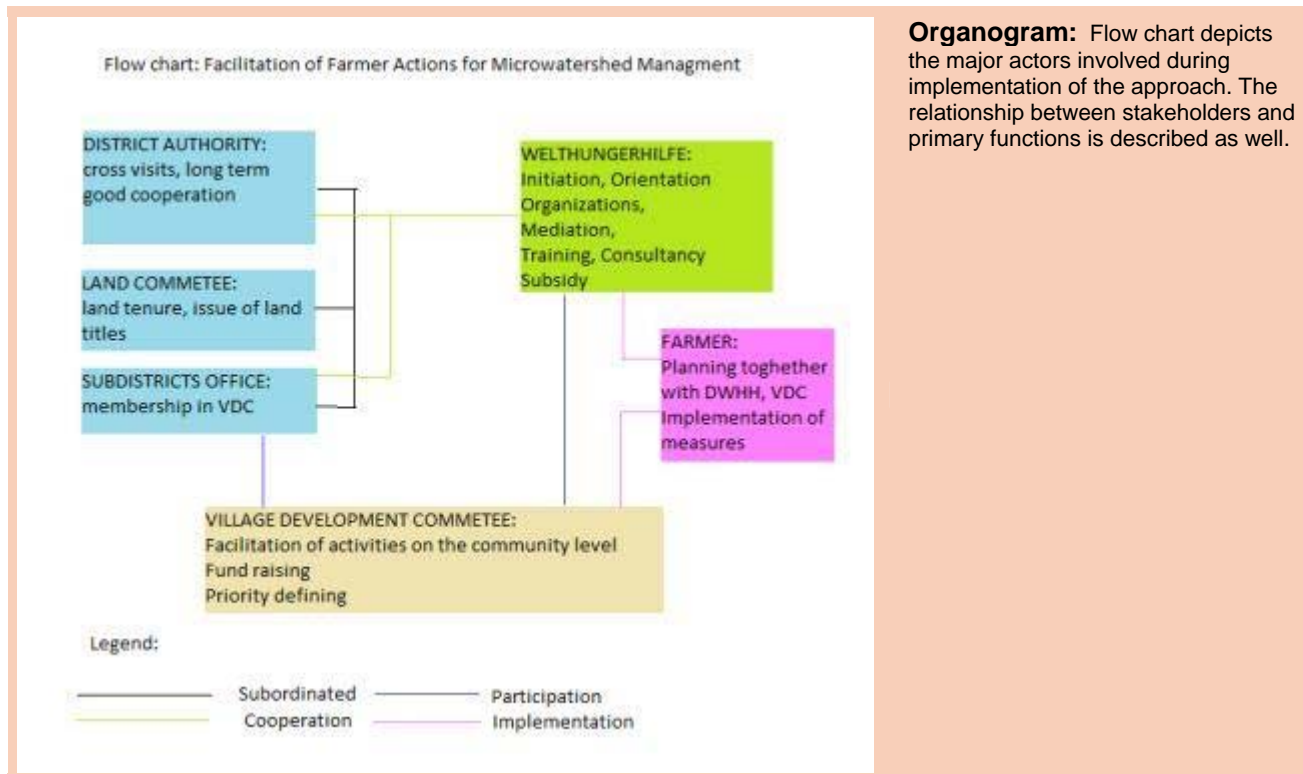 Flow chart: Facilitation of Farmer Actions for Microwatershed Managment
DISTRICT AUTHORITY:
cross visits, long term
good cooperation
LAND COMMETEE:
land tenure, issue of land
titles
SUBDISTRICTS OFFICE:
membership in VDC
WELTHUNGERHILFE:
Initiation, Orientation
Organizations,
Mediation,
Training, Consultancy
Subsidy
FARMER:
Planning toghether
with DWHH, VDC
Implementation of
measures
VILLAGE DEVELOPMENT COMMETEE:
Facilitation of activities on the community level
Fund raising
Priority defining
Legend:
Subordinated
Participation
Cooperation
Implementation
Organogram: Flow chart depicts
the major actors involved during
implementation of the approach. The
relationship between stakeholders and
primary functions is described as well.